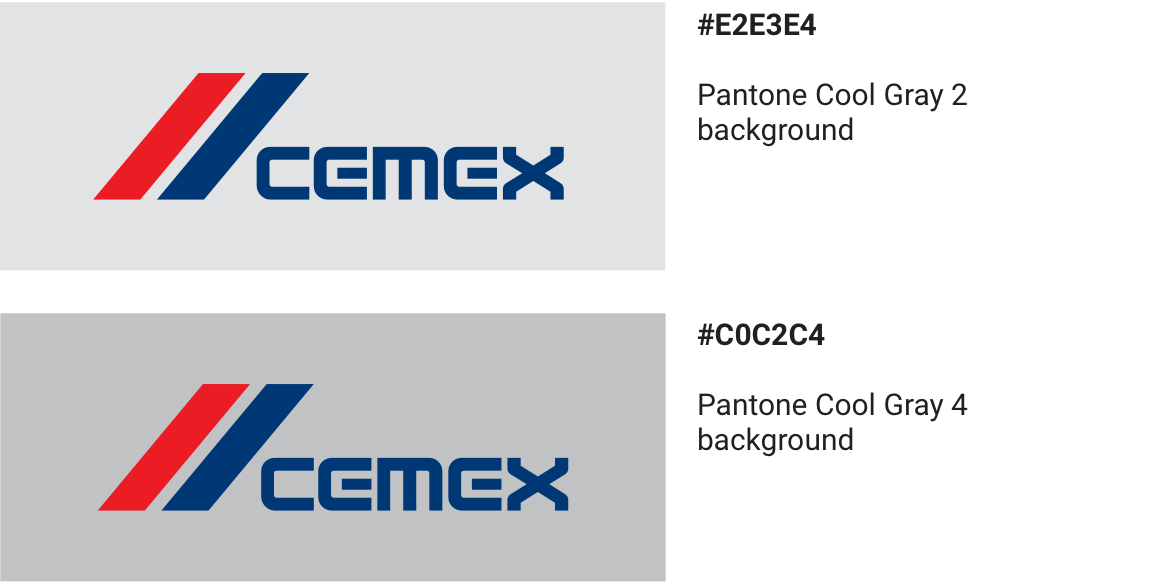 CEMEX
#E2E3E4
Pantone Cool Gray 2
background
CEMEX
#C0C2C4
Pantone Cool Gray 4
background